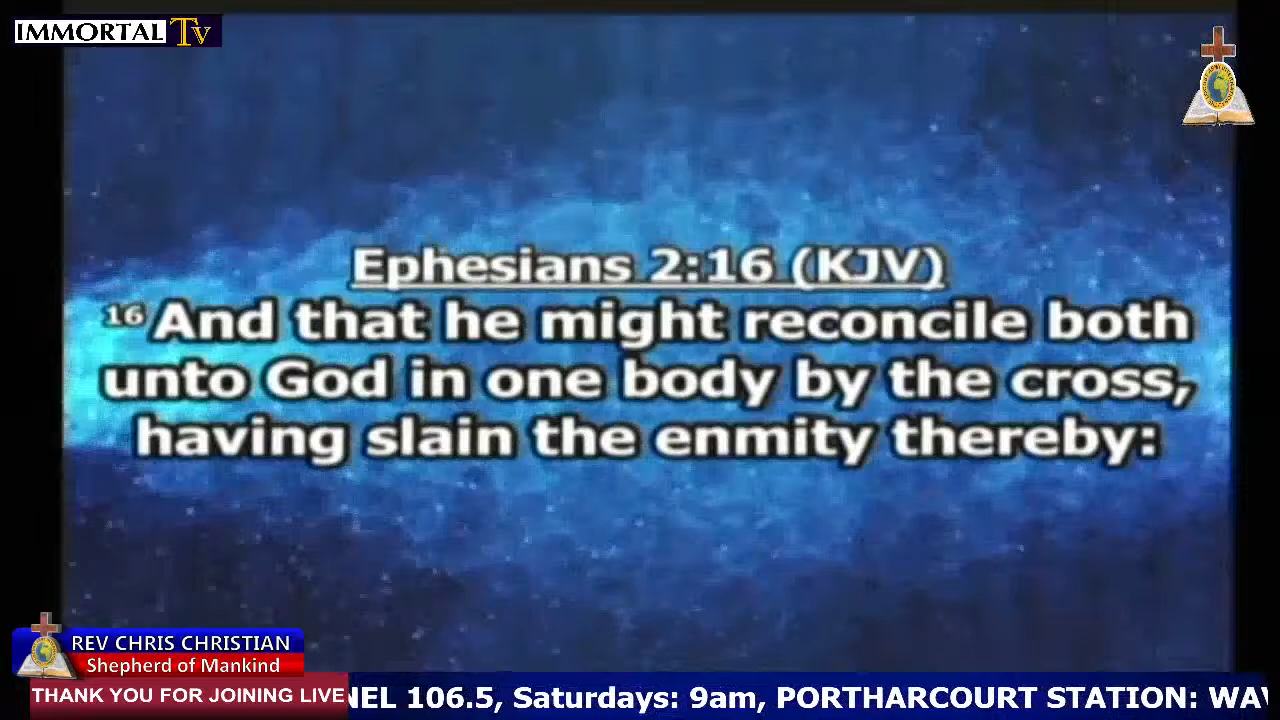 IMMORTAL Tv
Ephesians 2:16 (KJV)
16 And that he might reconcile both
unto God in one body by the cross,
having slain the enmity thereby:
REV CHRIS CHRISTIAN
Shepherd of Mankind
THANK YOU FOR JOINING LIVE
106.5, Saturdays: 9am, PORTHARCOURT STATION: